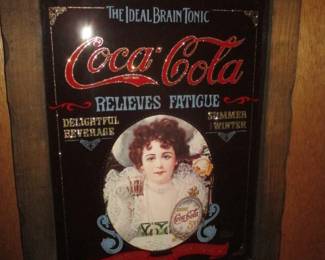 THE IDEAL BRAIN TONIC
Coca-Cola
RELIEVES FATIGUE
DELIGHTFUL
BEVERAGE
SUMMER
WINTER
Coca-Cola